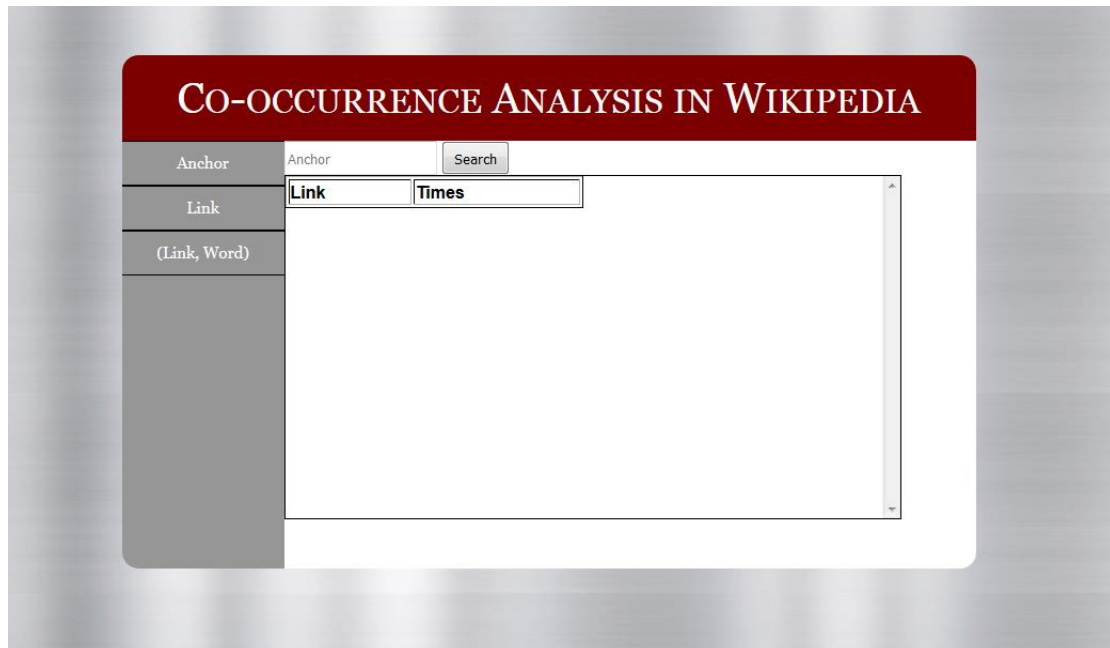 Co-occurrence Analysis in Wikipedia
Anchor
Link
(Link, Word)
Anchor Search
Link Times